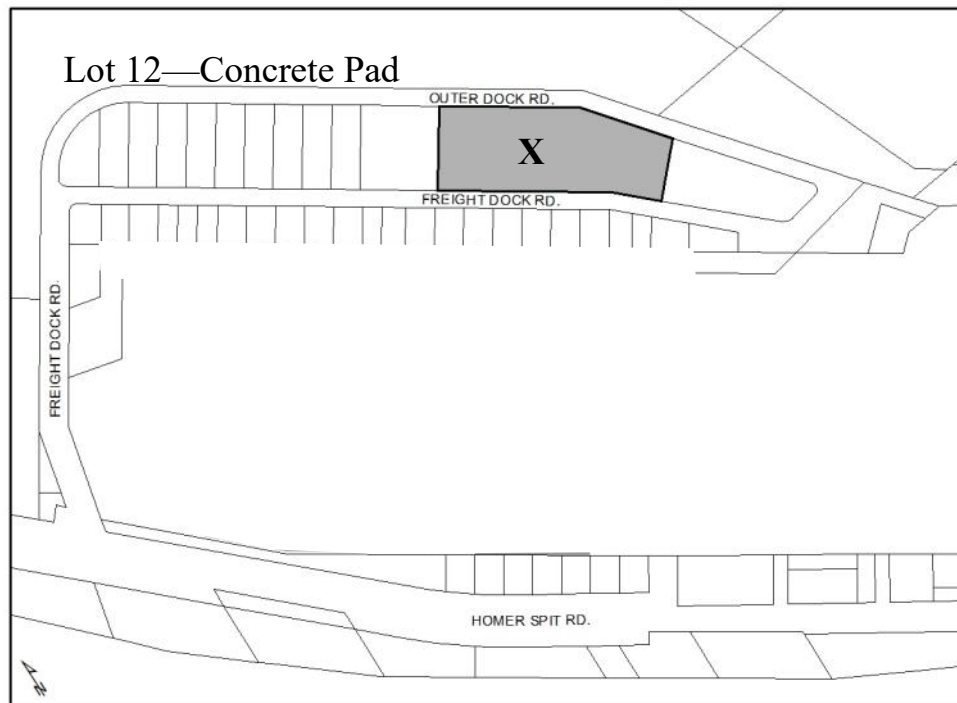 Lot 12—Concrete Pad
OUTER DOCK RD.
X
FREIGHT DOCK RD.
FREIGHT DOCK RD.
HOMER SPIT RD.
N